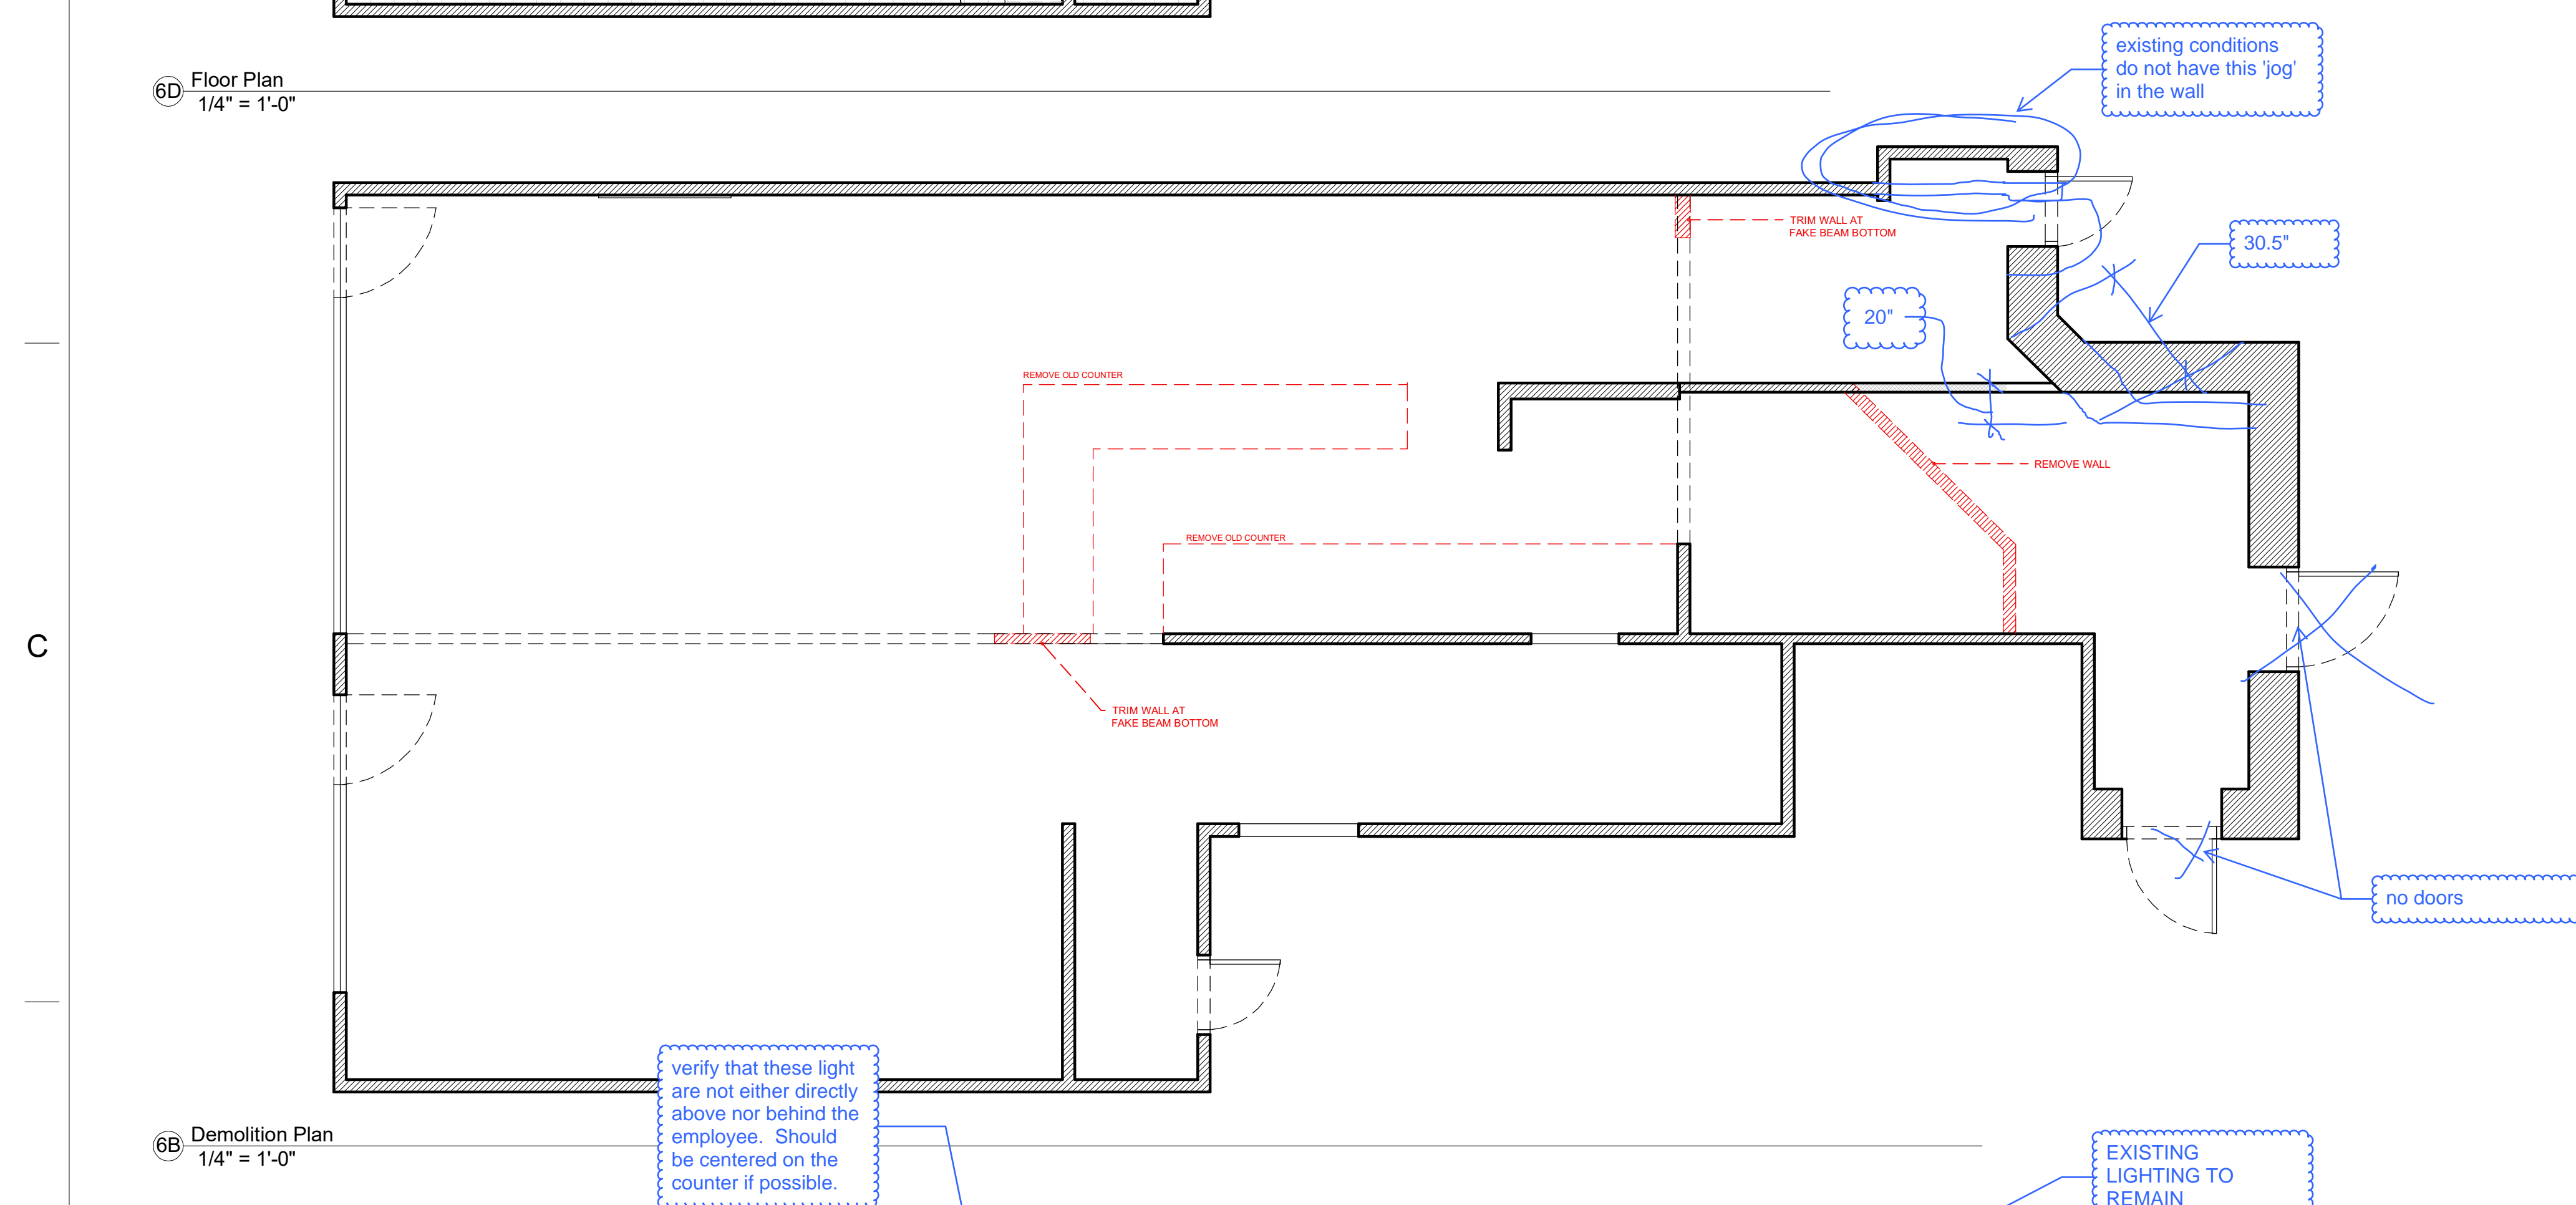 6D
Floor Plan
1/4" = 1'-0"
existing conditions
do not have this 'jog'
in the wall
TRIM WALL AT
FAKE BEAM BOTTOM
30.5"
20"
REMOVE OLD COUNTER
REMOVE WALL
REMOVE OLD COUNTER
C
TRIM WALL AT
FAKE BEAM BOTTOM
no doors
verify that these light
are not either directly
above nor behind the
employee. Should
be centered on the
counter if possible.
6B
Demolition Plan
1/4" = 1'-0"
EXISTING
LIGHTING TO
REMAIN